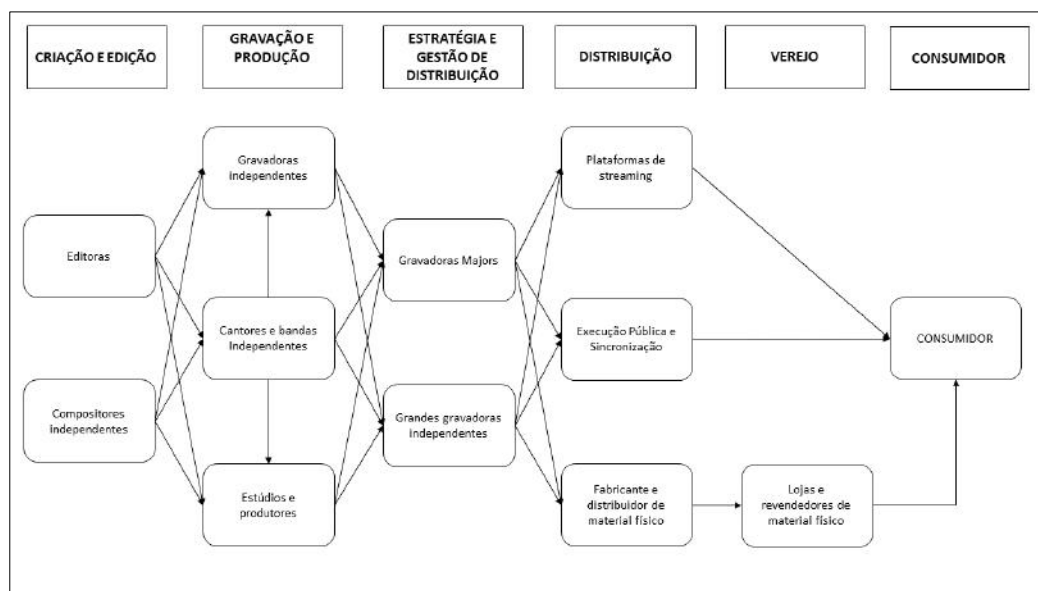 CRIAÇÃO E EDIÇÃO
GRAVAÇÃO E
PRODUÇÃO
ESTRATÉGIA E
GESTÃO DE
DISTRIBUIÇÃO
DISTRIBUIÇÃO
VEREJO
CONSUMIDOR
Gravadoras
independentes
Plataformas de
streaming
Editoras
Gravadoras Majors
Cantores e bandas
Independentes
Execução Pública e
Sincronização
CONSUMIDOR
Compositores
independentes
Grandes gravadoras
independentes
Estúdios e
produtores
Fabricante e
distribuidor de
material físico
Lojas e
revendedores de
material físico